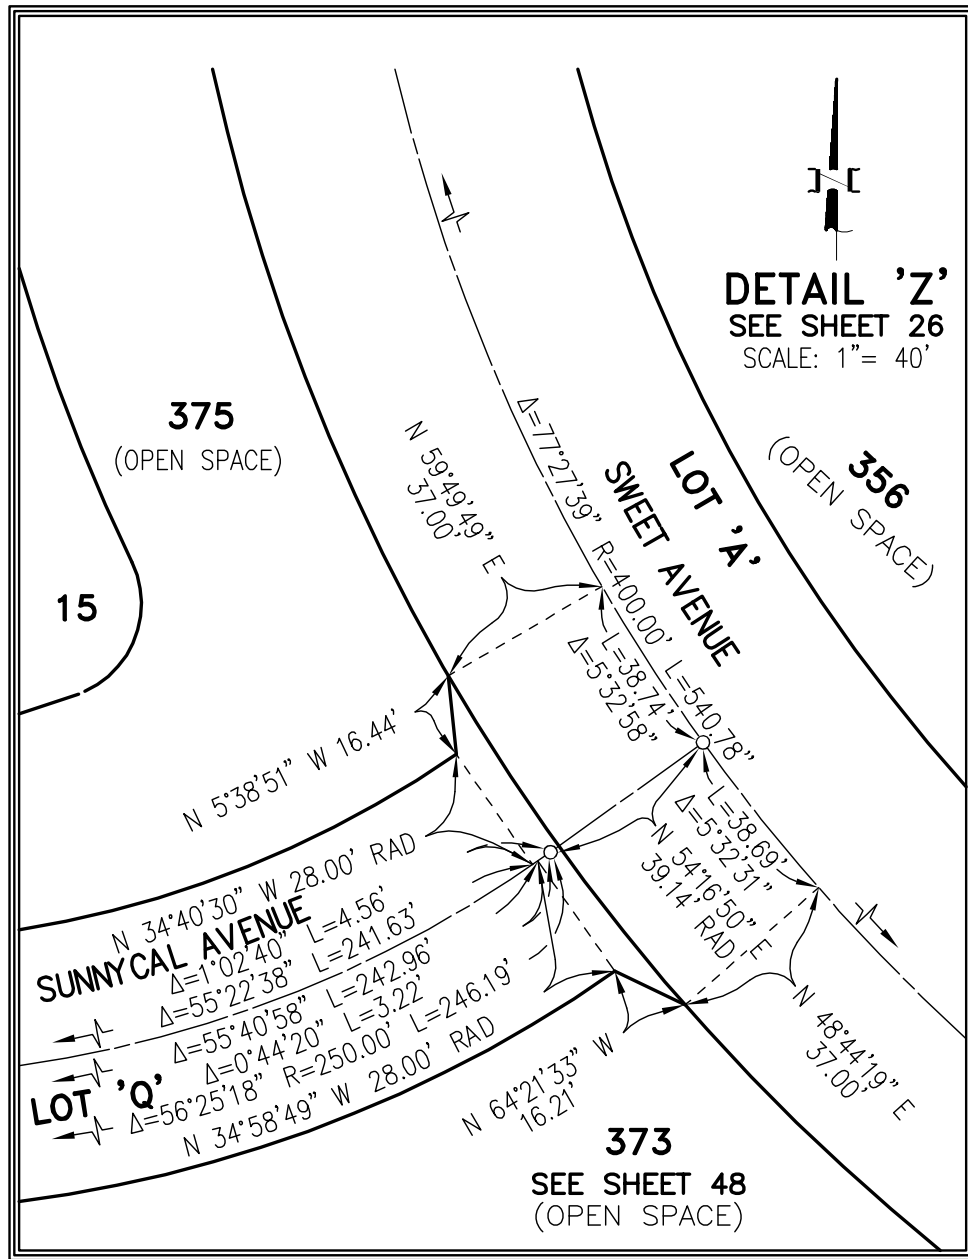 DETAIL 'Z'
SEE SHEET 26
SCALE: 1"= 40'
375
(OPEN SPACE)
15
LOT 'A'
SWEET AVENUE
356
(OPEN SPACE)
Δ=77°27'39" R=400.00' L=540.78"
N 59°49'49" E
37.00'
L=38.74'
Δ=5°32'58"
N 5°38'51" W 16.44'
L=38.69'
Δ=5°32'31"
N 54°16'50" E
39.14' RAD
N 34°40'30" W 28.00' RAD
SUNNYCAL AVENUE
Δ=1°02'40" L=4.56'
Δ=55°22'38" L=241.63'
Δ=55°40'58" L=242.96'
Δ=0°44'20" L=3.22'
Δ=56°25'18" R=250.00' L=246.19'
LOT 'Q'
N 34°58'49" W 28.00' RAD
N 64°21'33" W
16.21'
N 48°44'19" E
37.00'
373
SEE SHEET 48
(OPEN SPACE)